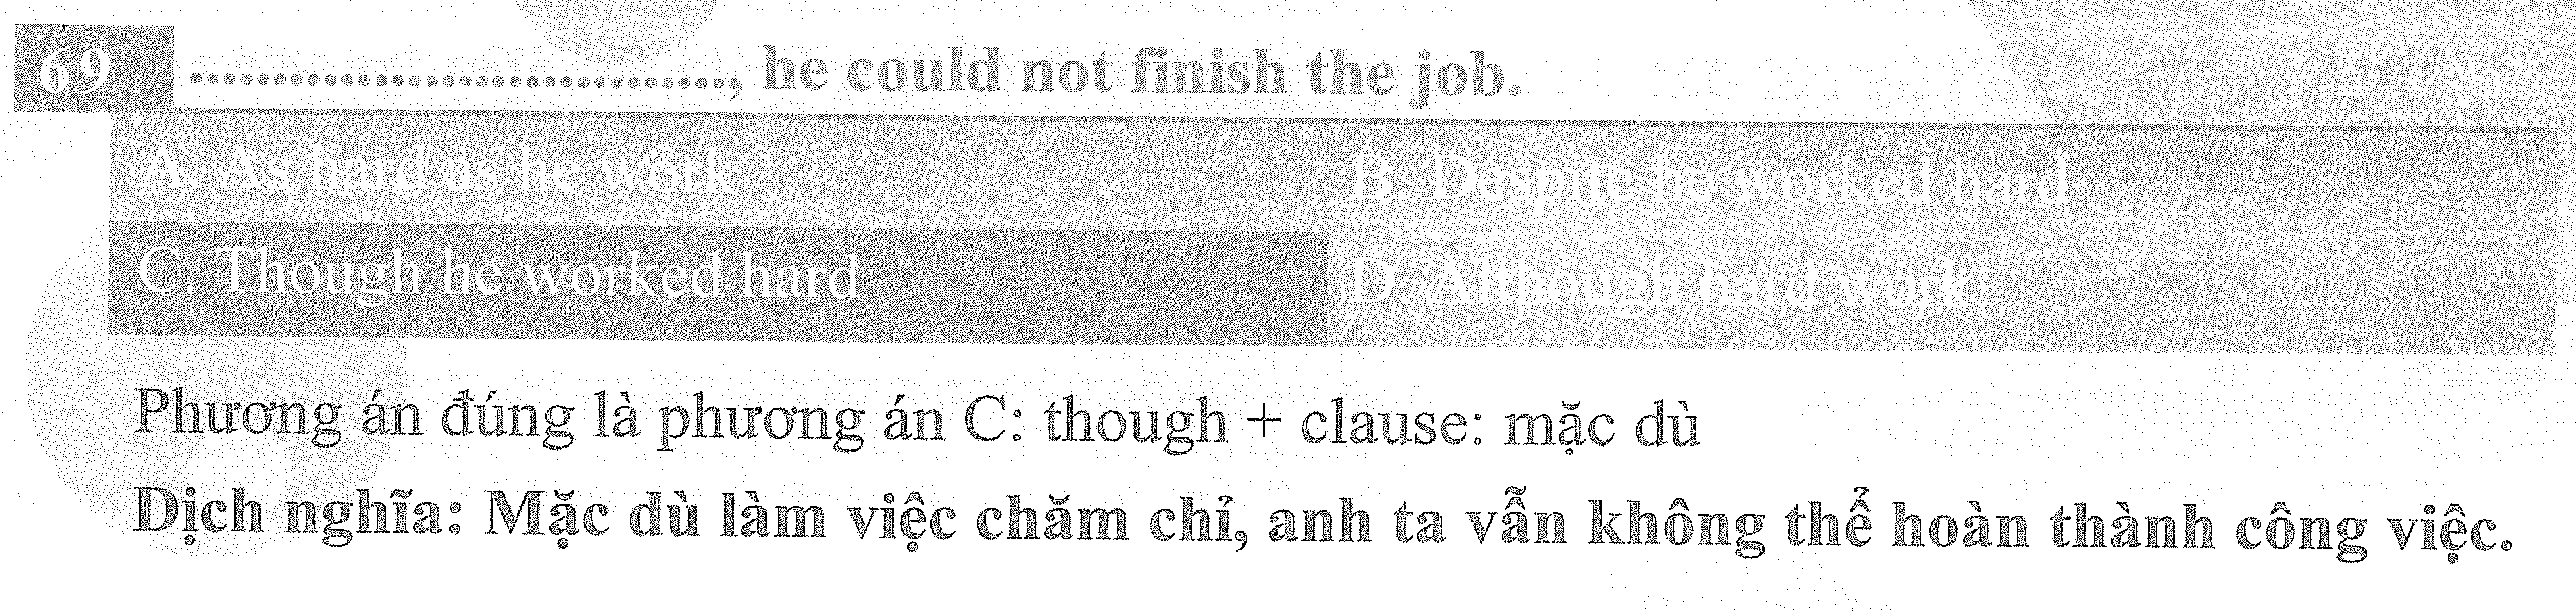 69 ................................, he could not finish the job.
A. As hard as he work B. Despite he worked hard
C. Though he worked hard D. Although hard work
Phương án đúng là phương án C: though + clause: mặc dù
Dịch nghĩa: Mặc dù làm việc chăm chỉ, anh ta vẫn không thể hoàn thành công việc.